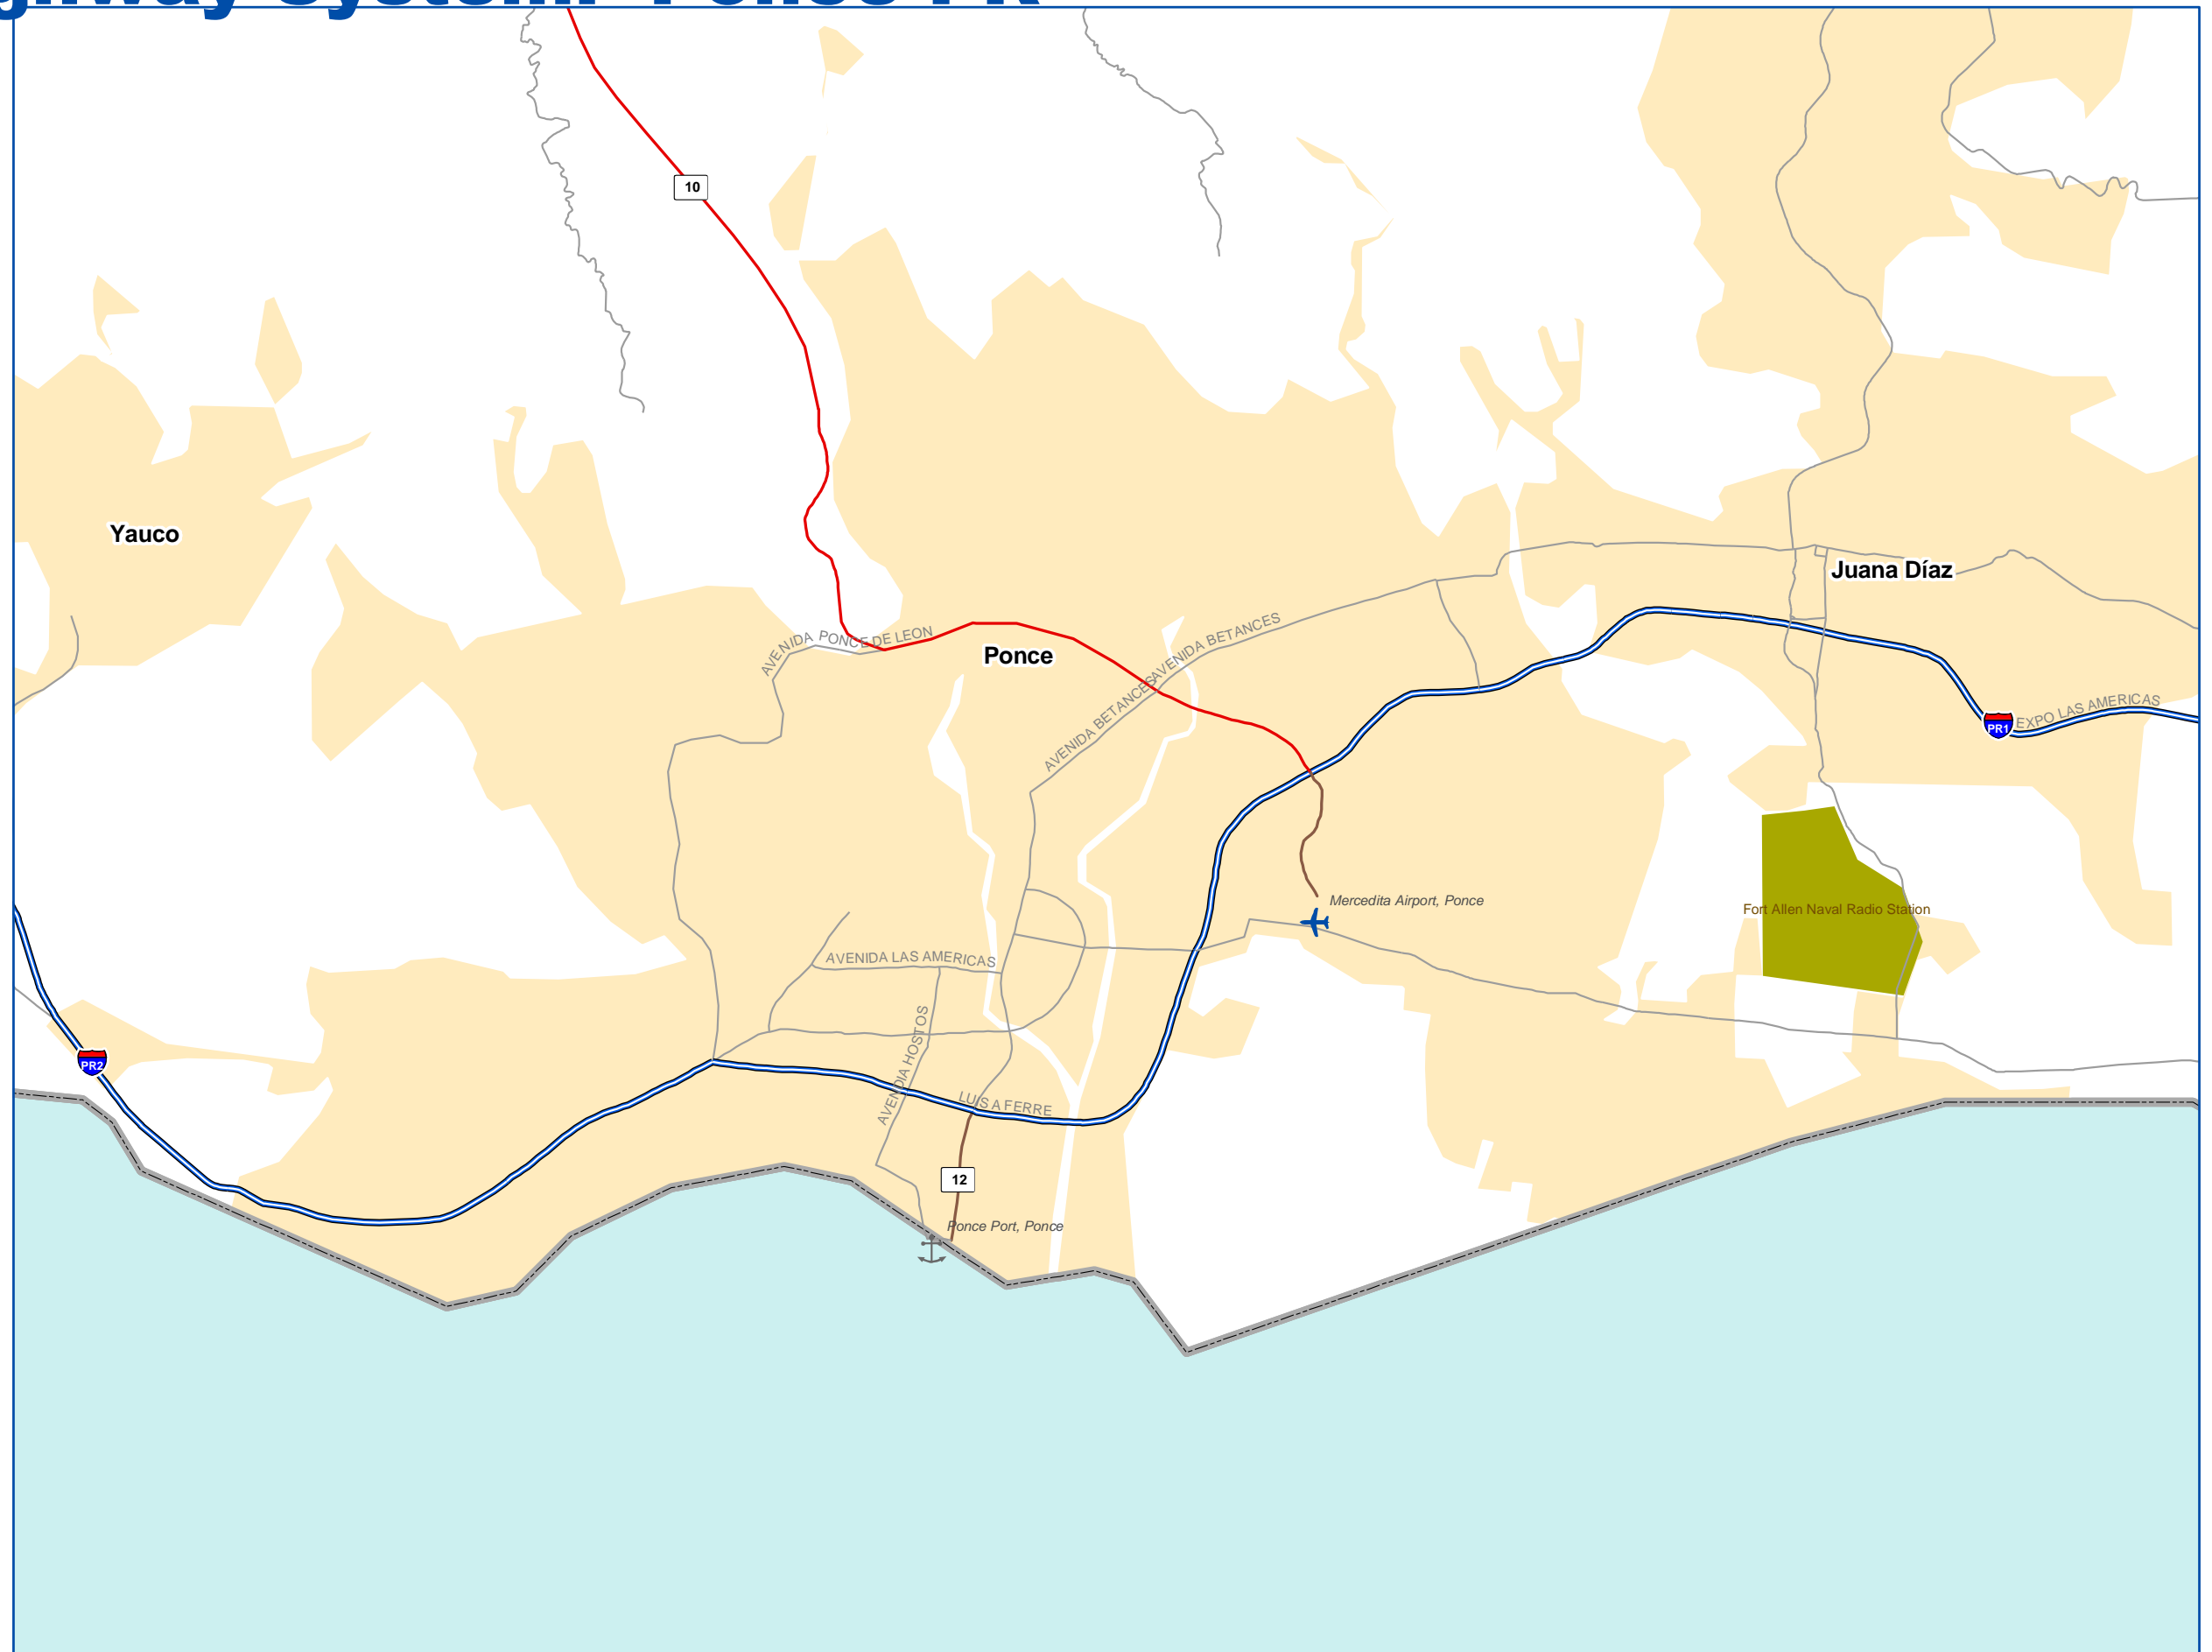 10
Yauco
Juana Díaz
AVENIDA PONCE DE LEON
Ponce
AVENIDA BETANCES
AVENIDA BETANCES
PR1
EXPO LAS AMERICAS
Mercedita Airport, Ponce
Fort Allen Naval Radio Station
AVENIDA LAS AMERICAS
AVENDIA HOSTOS
PR2
LUIS A FERRE
12
Ponce Port, Ponce